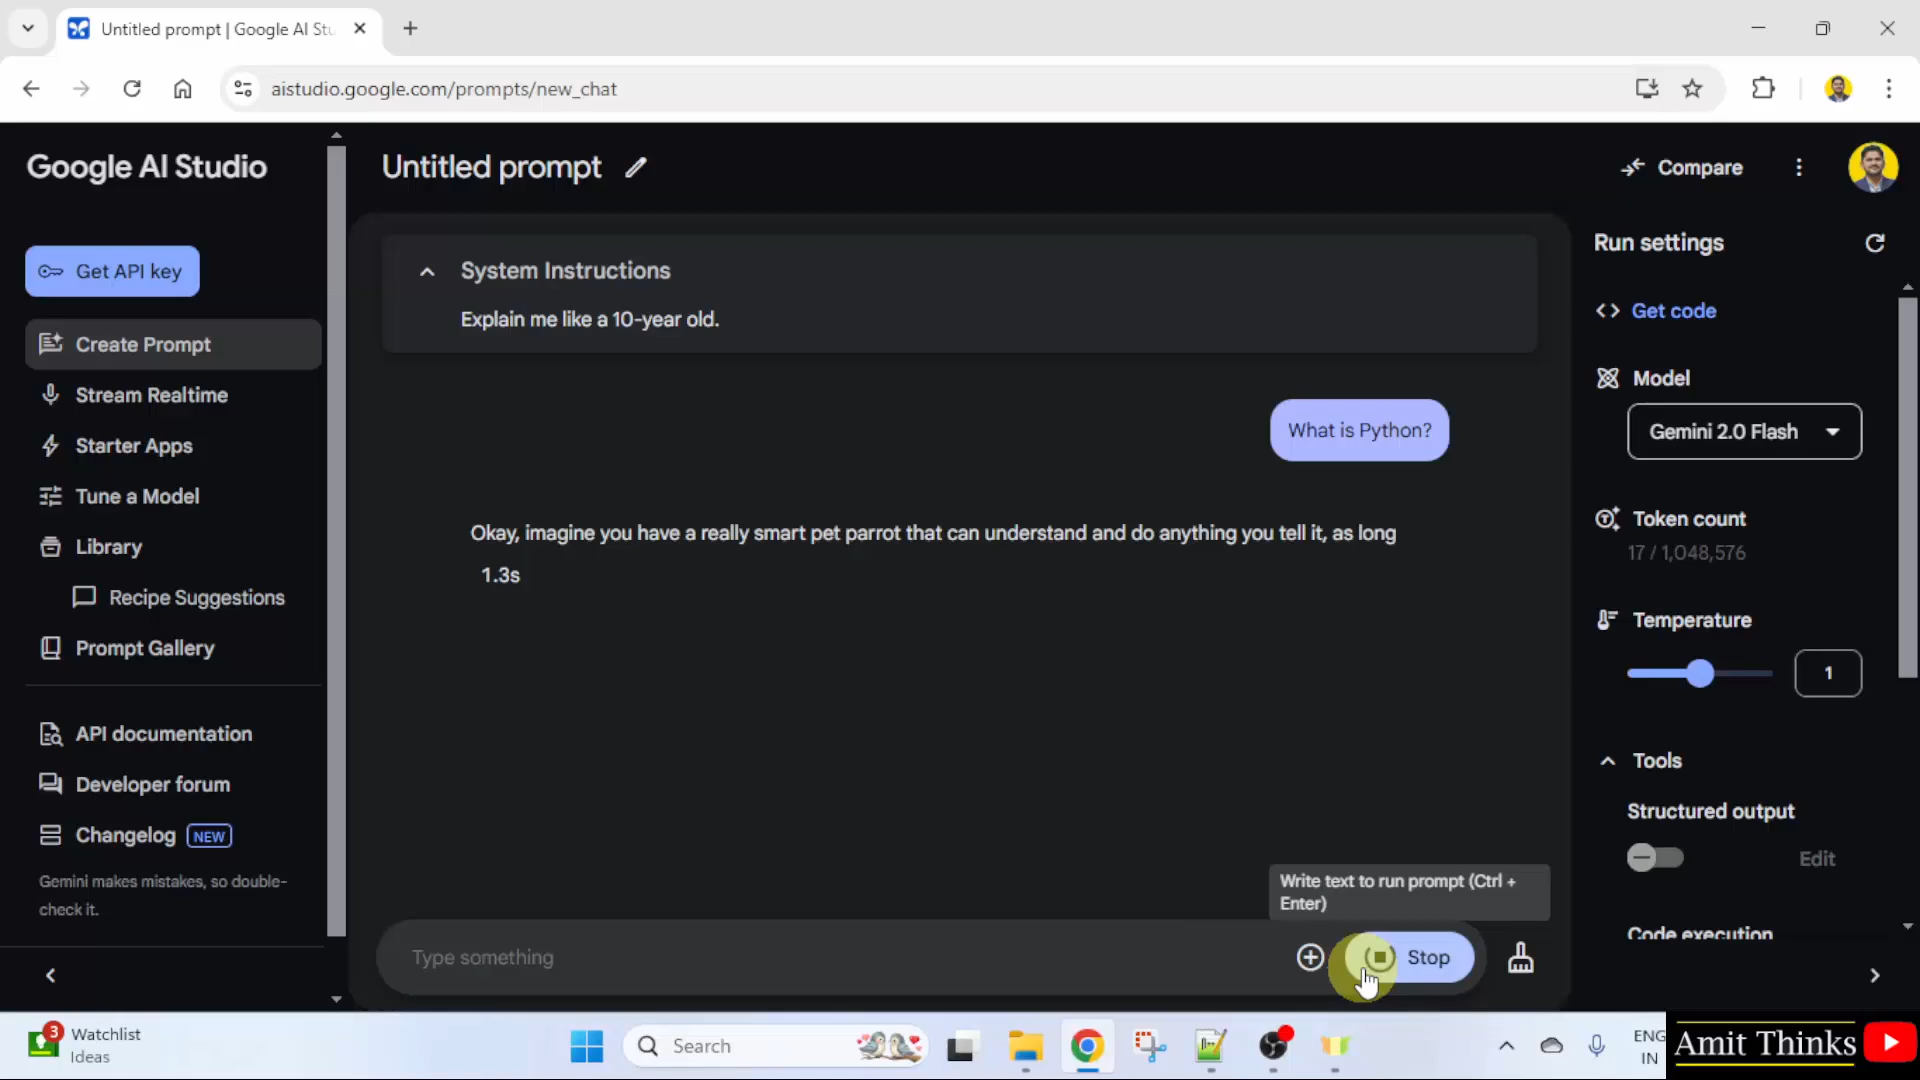 Untitled prompt | Google AI Stu
aistudio.google.com/prompts/new_chat
Google AI Studio
Untitled prompt
Compare
Get API key
Create Prompt
Stream Realtime
Starter Apps
Tune a Model
Library
Recipe Suggestions
Prompt Gallery
API documentation
Developer forum
Changelog NEW
Gemini makes mistakes, so double-
check it.
System Instructions
Explain me like a 10-year old.
What is Python?
Okay, imagine you have a really smart pet parrot that can understand and do anything you tell it, as long
1.3s
Write text to run prompt (Ctrl +
Enter)
Type something
Stop
Run settings
Get code
Model
Gemini 2.0 Flash
Token count
17 / 1,048,576
Temperature
1
Tools
Structured output
Edit
Code execution
3
Watchlist
Ideas
Search
ENG
IN
Amit Thinks